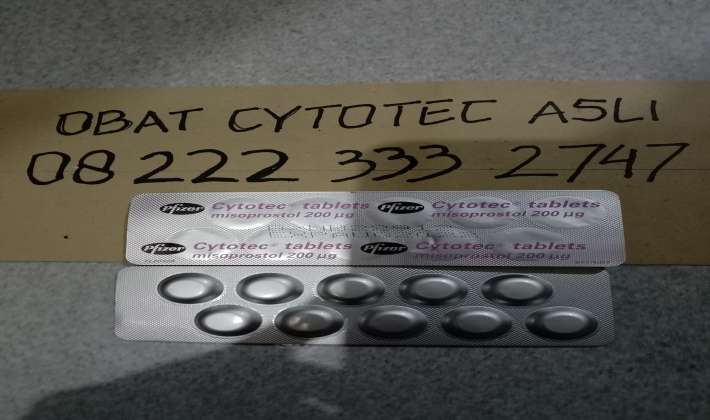 OBAT CYTOTEC A5LI
08 222 333 2747
Pfizer Cytotec® tablets Pfizer Cytotec® tablets
misoprostol 200 µg misoprostol 200 µg
Pfizer Cytotec® tablets Pfizer Cytotec® tablets
misoprostol 200 µg misoprostol 200 µg